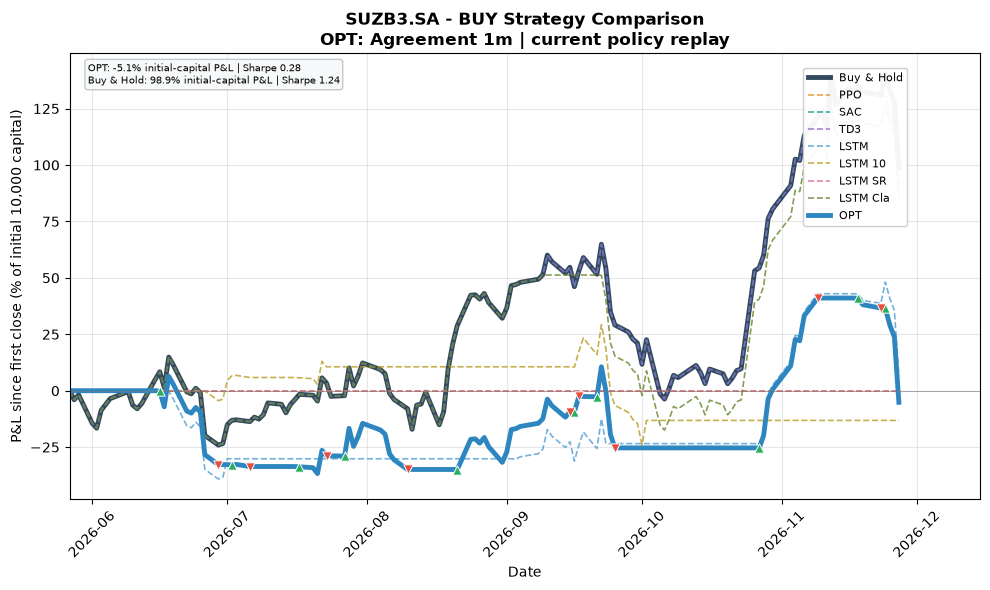 SUZB3.SA - BUY Strategy Comparison
OPT: Agreement 1m | current policy replay
OPT: -5.1% initial-capital P&L | Sharpe 0.28
Buy & Hold: 98.9% initial-capital P&L | Sharpe 1.24
Buy & Hold
PPO
SAC
TD3
LSTM
LSTM 10
LSTM SR
LSTM Cla
OPT
P&L since first close (% of initial 10,000 capital)
125
100
75
50
25
0
−25
2026-06
2026-07
2026-08
2026-09
2026-10
2026-11
2026-12
Date